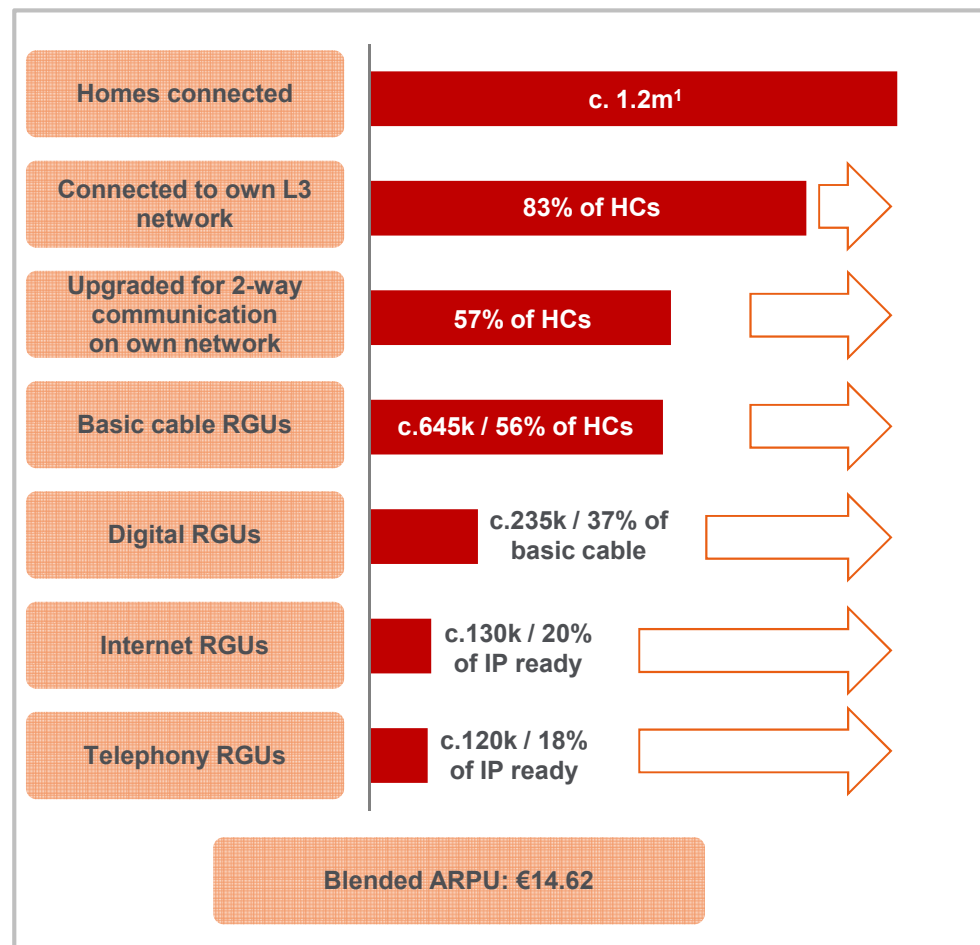 Homes connected
c. 1.2m¹
Connected to own L3
network
83% of HCs
Upgraded for 2-way
communication
on own network
57% of HCs
Basic cable RGUs
c.645k / 56% of HCs
Digital RGUs
c.235k / 37% of
basic cable
Internet RGUs
c.130k / 20%
of IP ready
Telephony RGUs
c.120k / 18%
of IP ready
Blended ARPU: €14.62